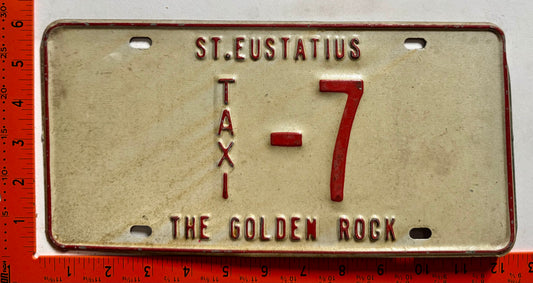 ST.EUSTATIUS
TAXI -7
THE GOLDEN ROCK